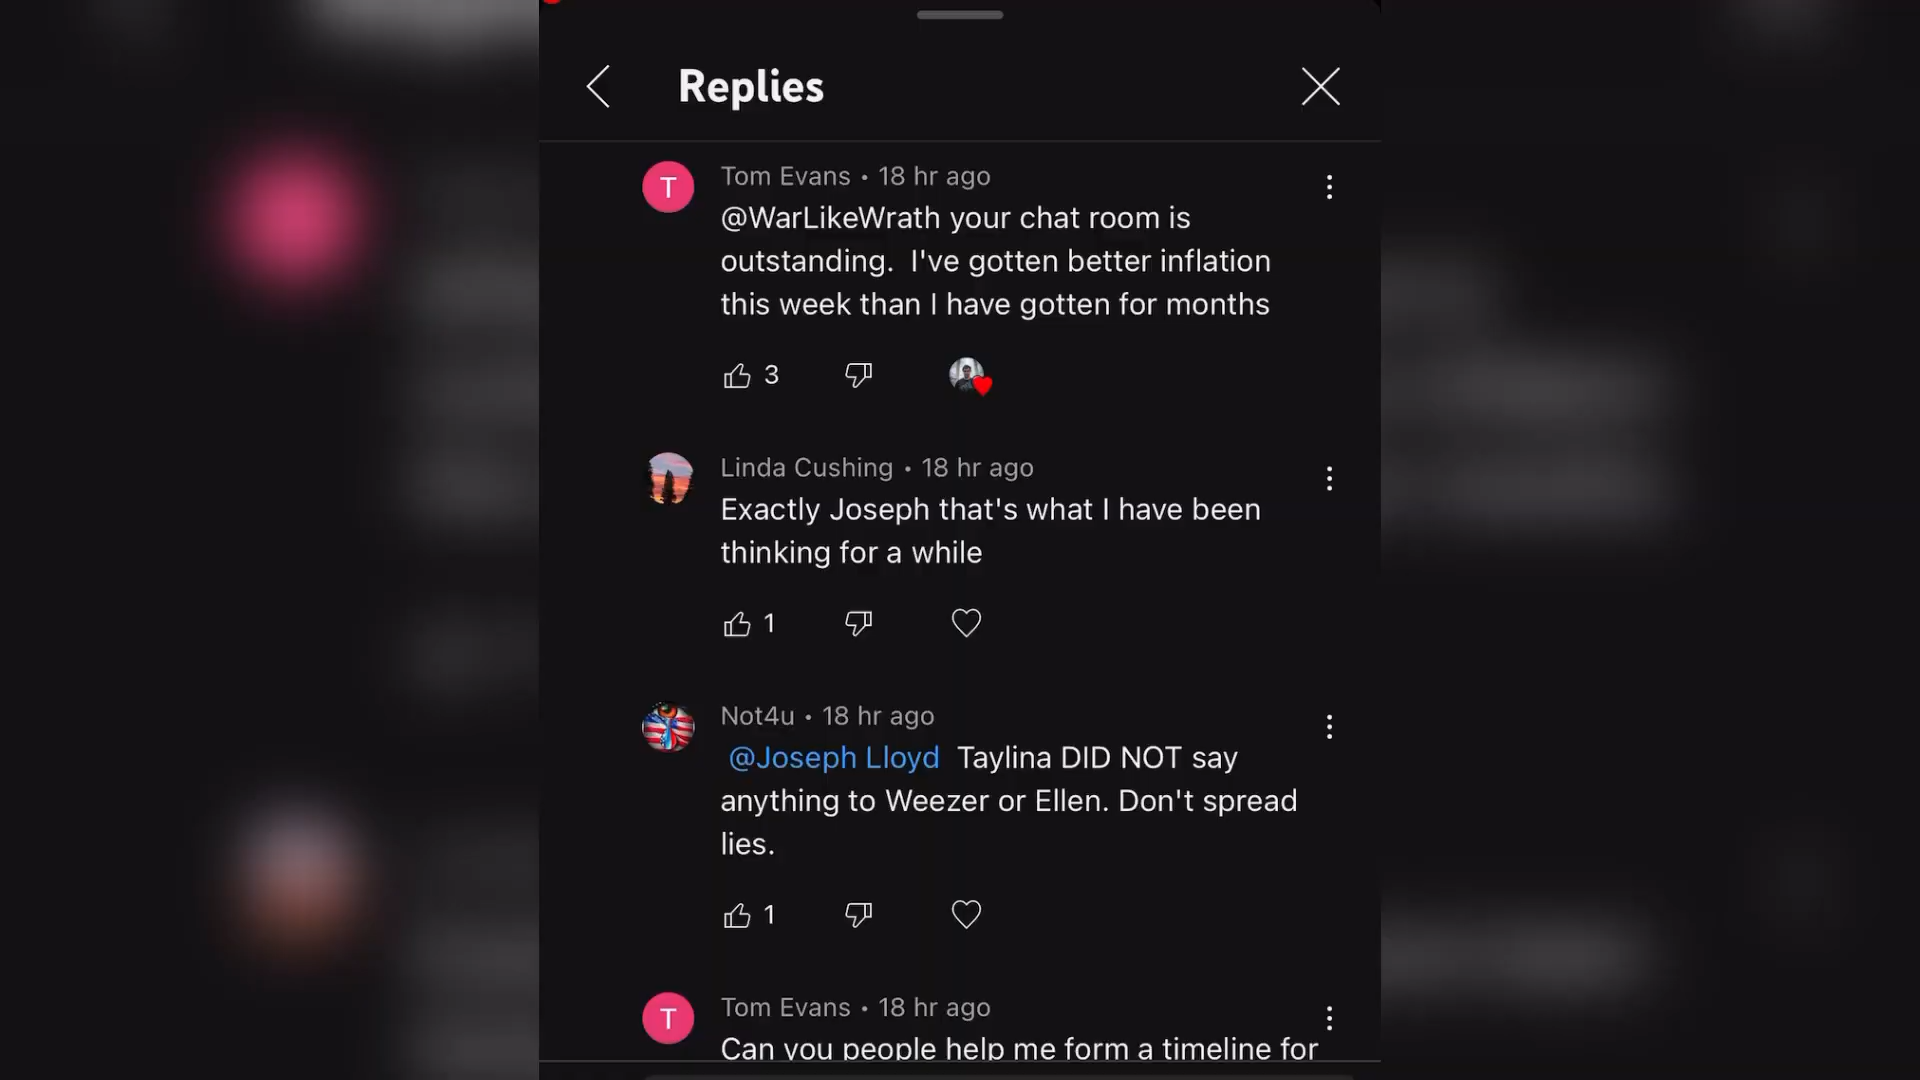 Replies
Tom Evans • 18 hr ago
@WarLikeWrath your chat room is
outstanding.  I've gotten better inflation
this week than I have gotten for months
3
Linda Cushing • 18 hr ago
Exactly Joseph that's what I have been
thinking for a while
1
Not4u • 18 hr ago
@Joseph Lloyd  Taylina DID NOT say
anything to Weezer or Ellen. Don't spread
lies.
1
T
Tom Evans • 18 hr ago
Can you people help me form a timeline for